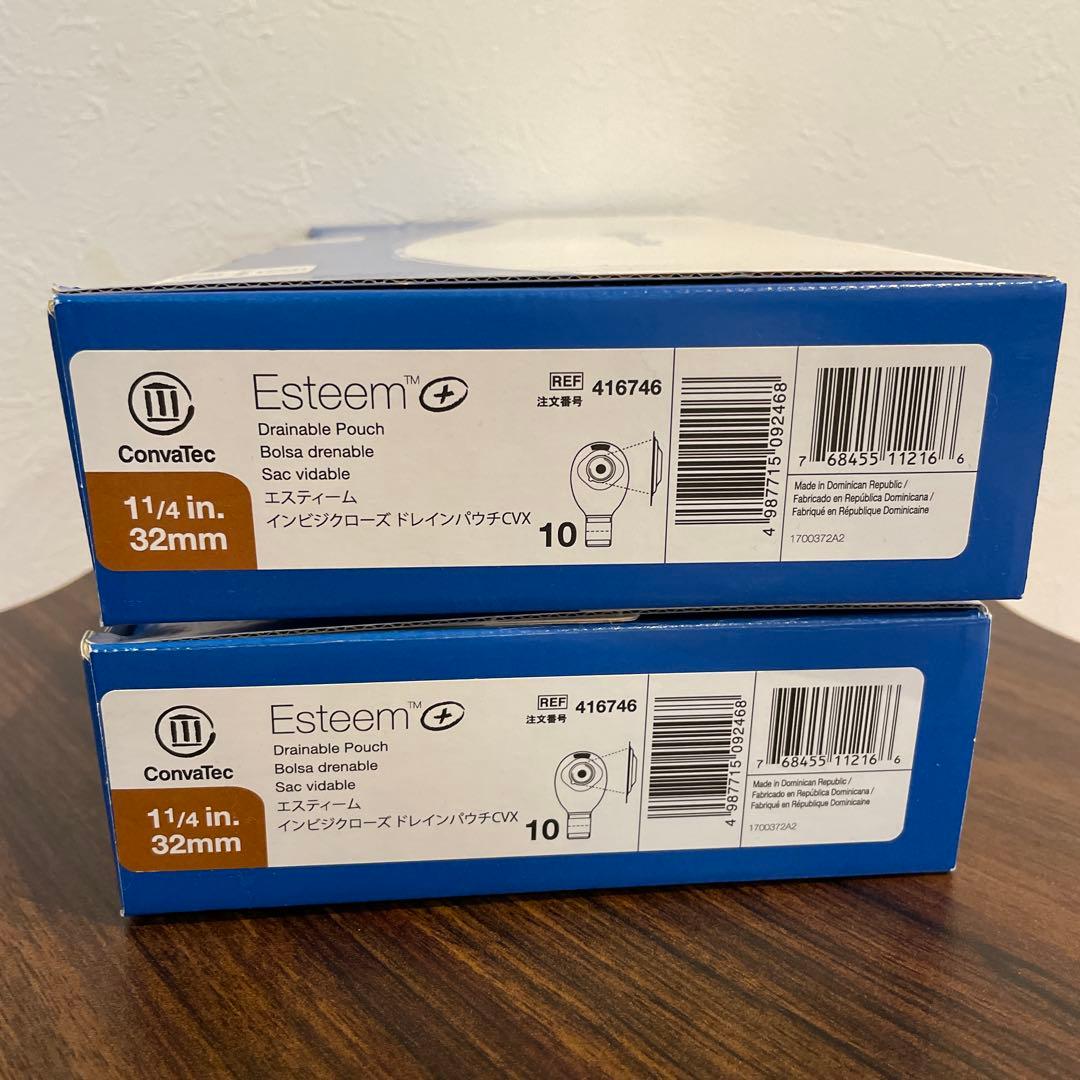 ConvaTec
1 1/4 in.
32mm
Esteem™ +
Drainable Pouch
Bolsa drenable
Sac vidable
エスティーム
インビジクローズ ドレインパウチCVX
10
REF 416746
注文番号
4 987715 092468
7 68455 11216 6
Made in Dominican Republic /
Fabricado en República Dominicana /
Fabriqué en République Dominicaine
1700372A2
ConvaTec
1 1/4 in.
32mm
Esteem™ +
Drainable Pouch
Bolsa drenable
Sac vidable
エスティーム
インビジクローズ ドレインパウチCVX
10
REF 416746
注文番号
4 987715 092468
7 68455 11216 6
Made in Dominican Republic /
Fabricado en República Dominicana /
Fabriqué en République Dominicaine
1700372A2